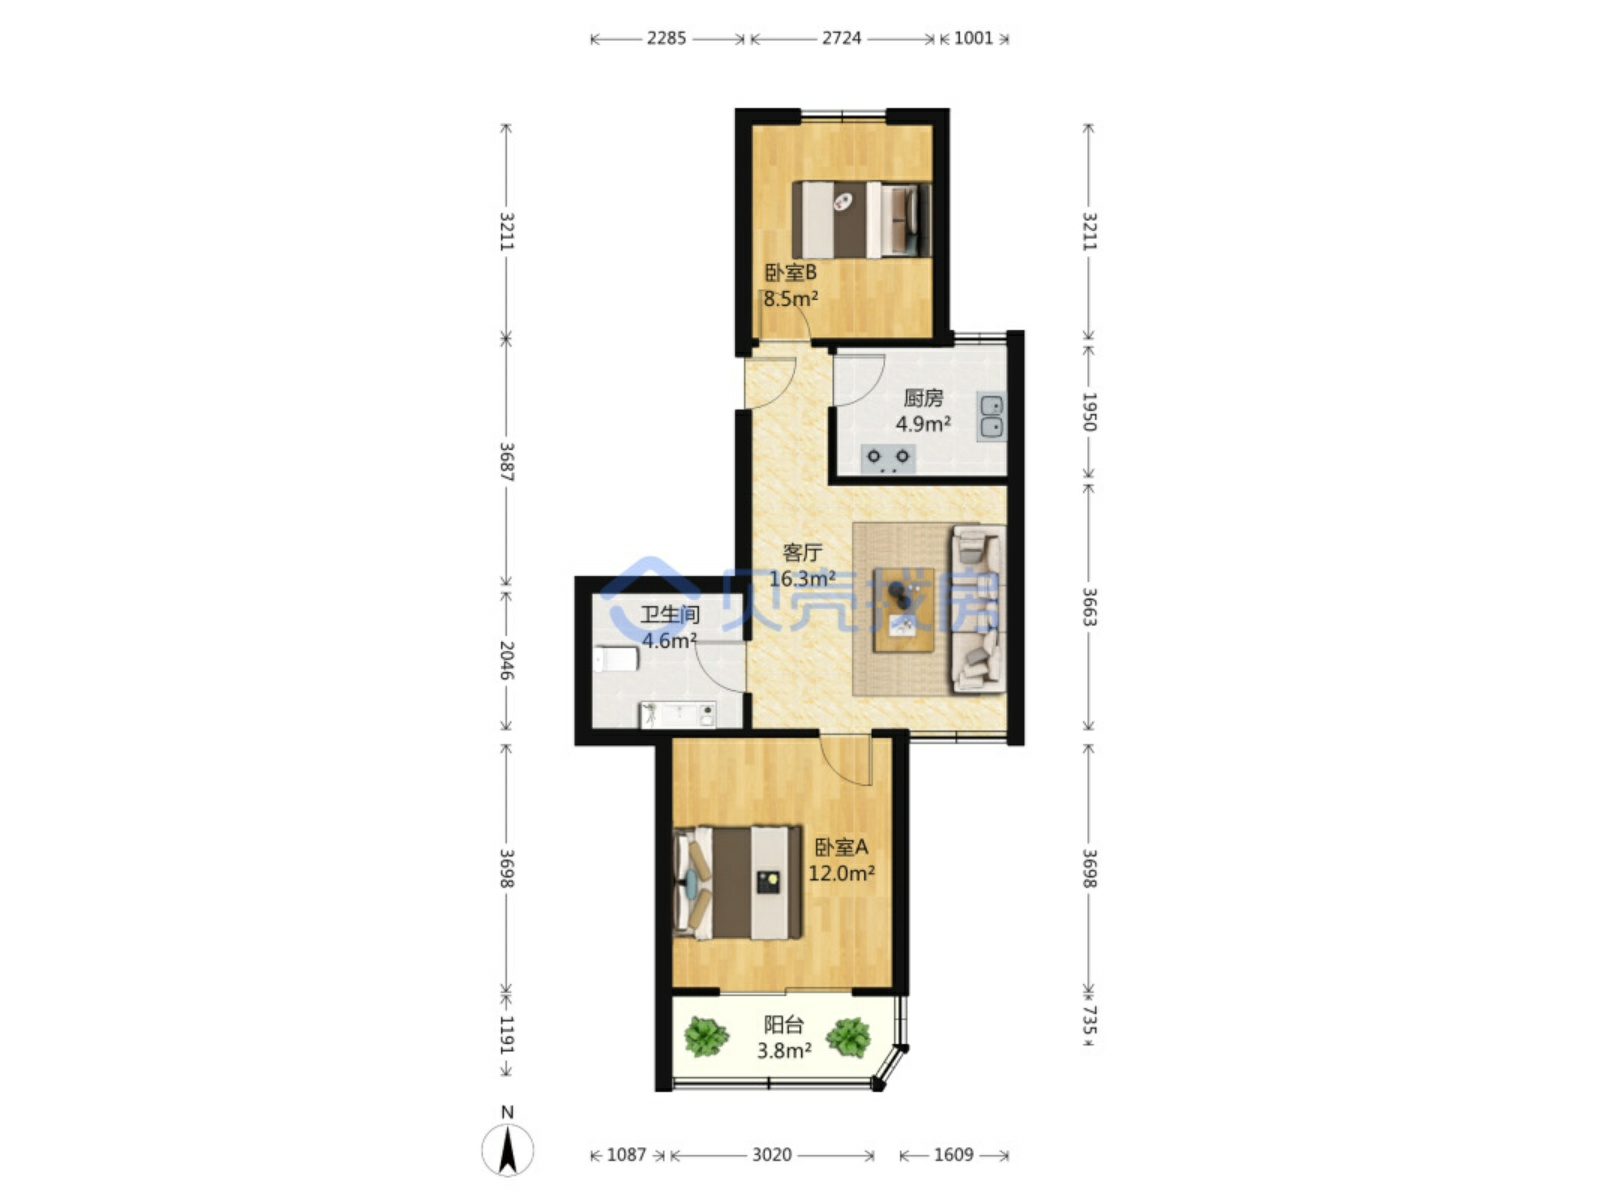 2285 2724 1001
3211
3211
卧室B
8.5m²
3687
1950
厨房
4.9m²
客厅
16.3m²
贝壳找房
3663
卫生间
4.6m²
2046
3698
3698
卧室A
12.0m²
1191
735
阳台
3.8m²
N
1087 3020 1609